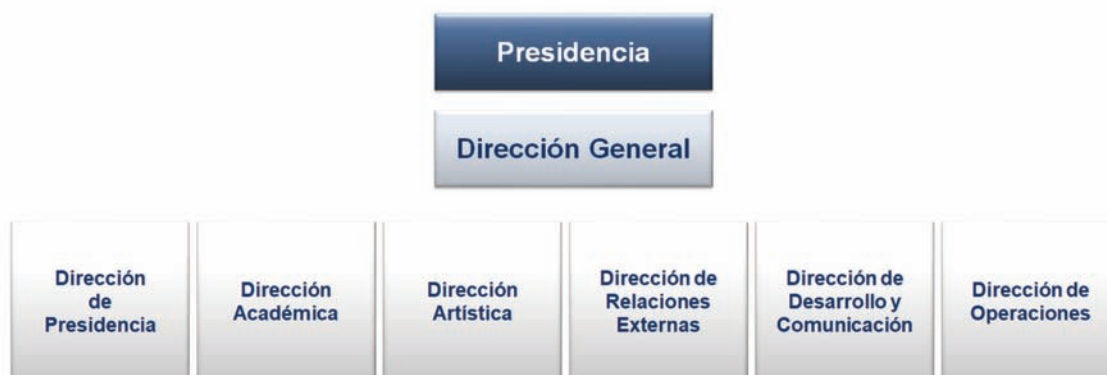 Presidencia
Dirección General
Dirección
de
Presidencia
Dirección
Académica
Dirección
Artística
Dirección de
Relaciones
Externas
Dirección de
Desarrollo y
Comunicación
Dirección de
Operaciones